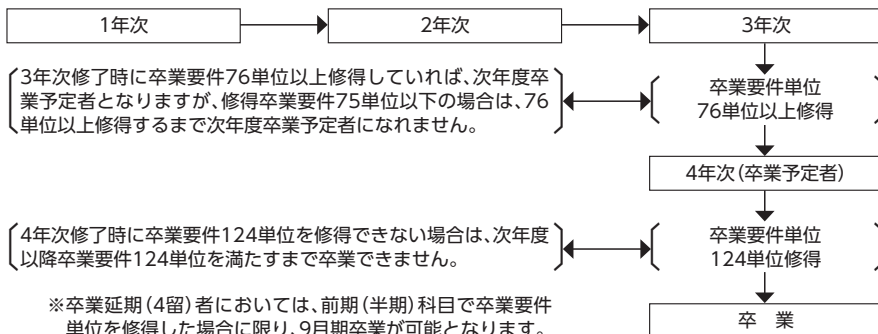 1年次
2年次
3年次
3年次修了時に卒業要件76単位以上修得していれば、次年度卒
業予定者となりますが、修得卒業要件75単位以下の場合は、76
単位以上修得するまで次年度卒業予定者になれません。
卒業要件単位
76単位以上修得
4年次（卒業予定者）
4年次修了時に卒業要件124単位を修得できない場合は、次年度
以降卒業要件124単位を満たすまで卒業できません。
卒業要件単位
124単位修得
※卒業延期（4留）者においては、前期（半期）科目で卒業要件
単位を修得した場合に限り、9月期卒業が可能となります。
卒　業